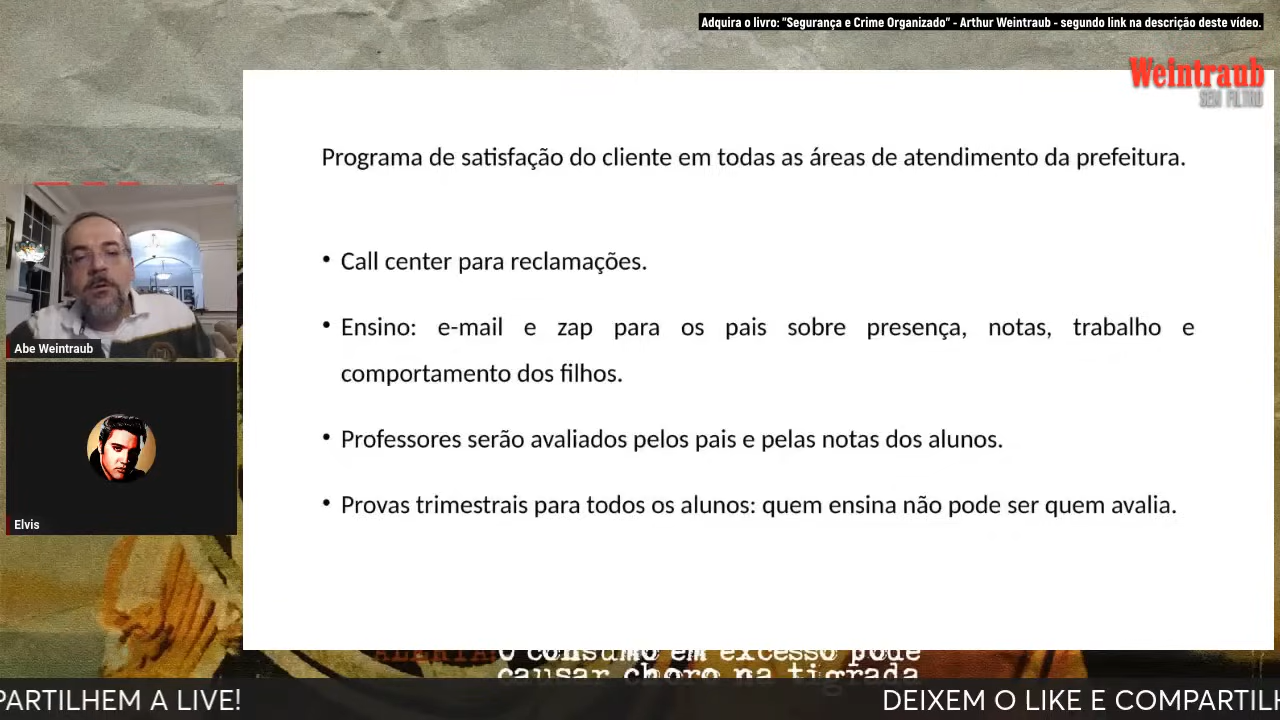 Adquira o livro: "Segurança e Crime Organizado" - Arthur Weintraub - segundo link na descrição deste vídeo.
Weintraub
SEM FILTRO
Programa de satisfação do cliente em todas as áreas de atendimento da prefeitura.
• Call center para reclamações.
• Ensino: e-mail e zap para os pais sobre presença, notas, trabalho e
comportamento dos filhos.
• Professores serão avaliados pelos pais e pelas notas dos alunos.
• Provas trimestrais para todos os alunos: quem ensina não pode ser quem avalia.
Abe Weintraub
Elvis
ALERTA: O consumo em excesso pode
causar choro na tigrada
PARTILHEM A LIVE! DEIXEM O LIKE E COMPARTILH